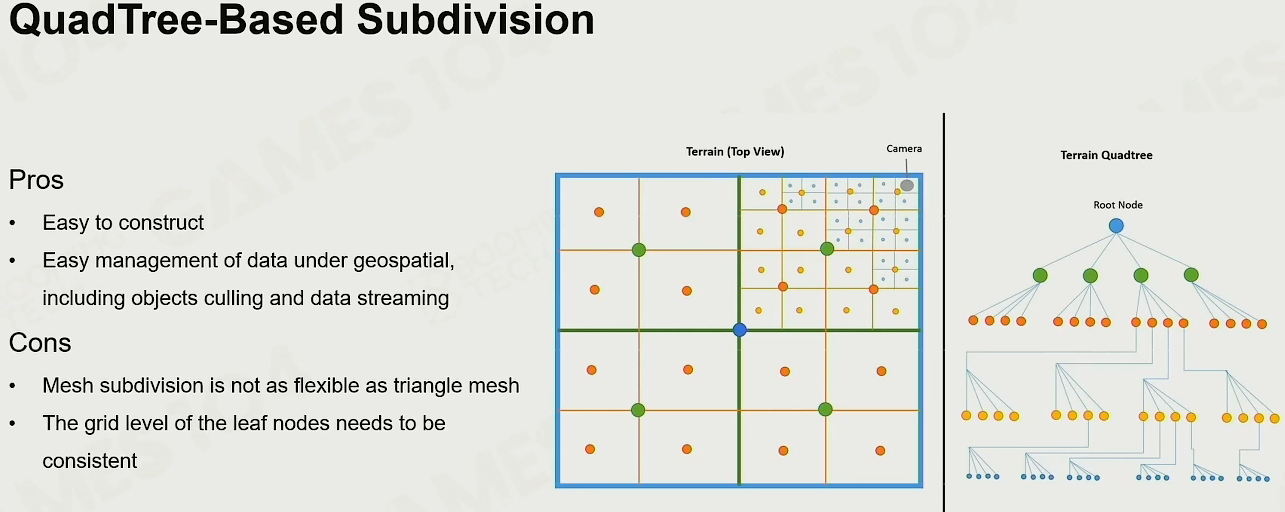 QuadTree-Based Subdivision
Pros
• Easy to construct
• Easy management of data under geospatial,
including objects culling and data streaming
Cons
• Mesh subdivision is not as flexible as triangle mesh
• The grid level of the leaf nodes needs to be
consistent
Terrain (Top View)
Camera
Terrain Quadtree
Root Node
GAMES 104